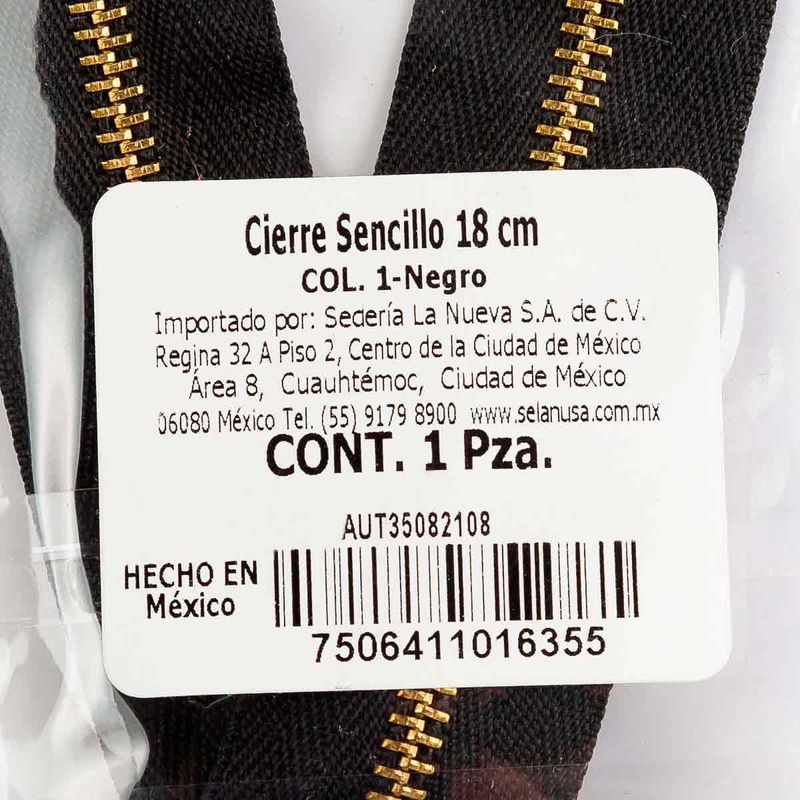 Cierre Sencillo 18 cm
COL. 1-Negro
Importado por: Sedería La Nueva S.A. de C.V.
Regina 32 A Piso 2, Centro de la Ciudad de México
Área 8, Cuauhtémoc, Ciudad de México
06080 México Tel. (55) 9179 8900 www.selanusa.com.mx
CONT. 1 Pza.
AUT35082108
HECHO EN
México
7506411016355